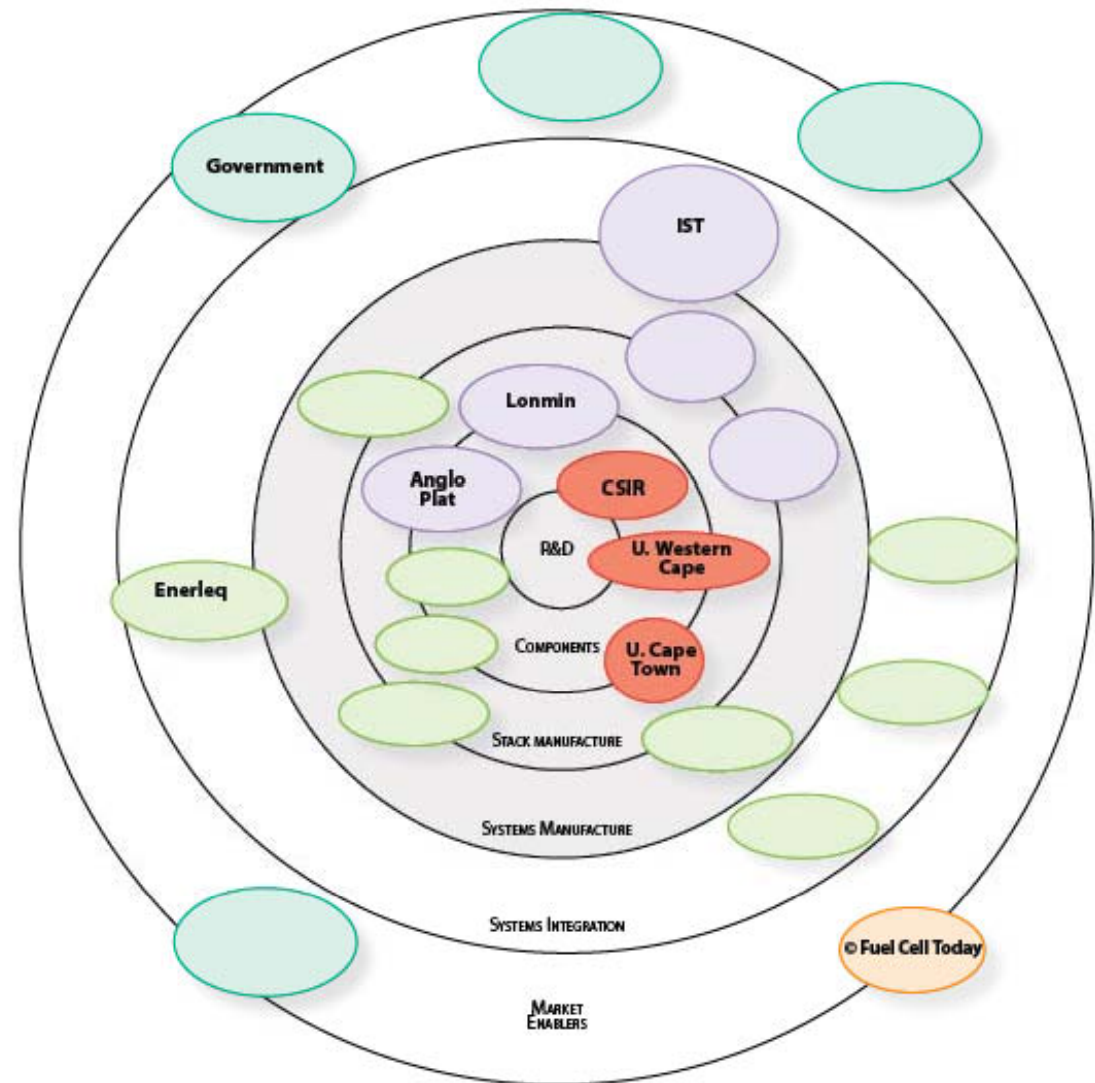 Government
IST
Lonmin
Anglo
Plat
CSIR
R&D
U. Western
Cape
Enerleq
COMPONENTS
U. Cape
Town
STACK MANUFACTURE
SYSTEMS MANUFACTURE
SYSTEMS INTEGRATION
© Fuel Cell Today
MARKET
ENABLERS